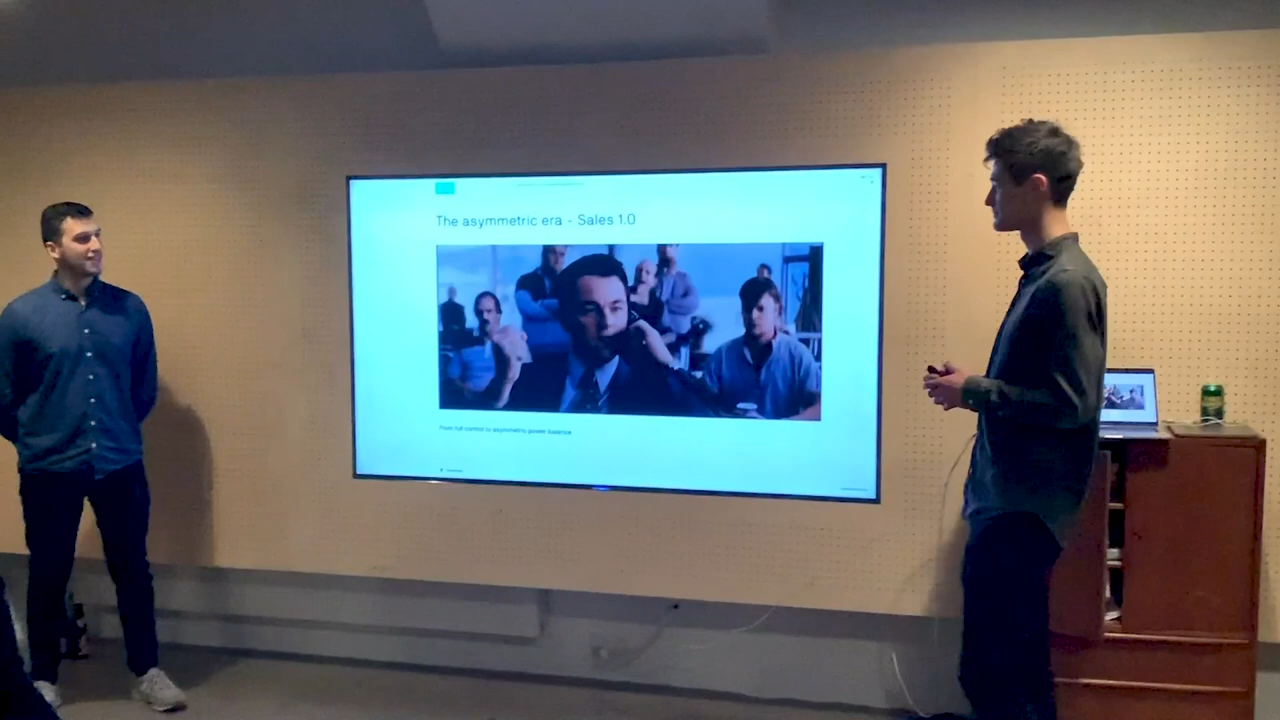 The asymmetric era - Sales 1.0
From full control to asymmetric power balance